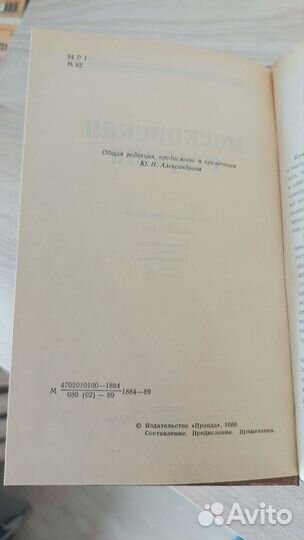 84 Р 1
М 82
МОСКОВСКАЯ
Общая редакция, предисловие и примечания
Ю. Н. Александрова
М 4702010100—1884
080 (02) — 89
1884—89
© Издательство «Правда», 1989.
Составление. Предисловие. Примечания.
Avito